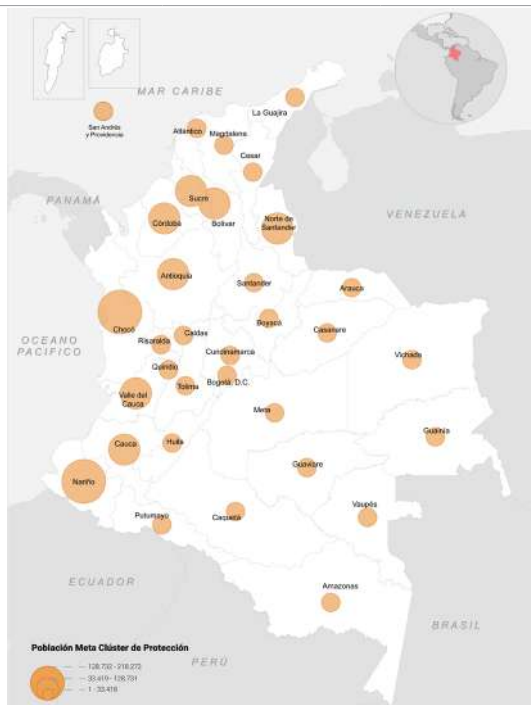 MAR CARIBE
San Andrés
y Providencia
La Guajira
Atlántico
Magdalena
Cesar
PANAMÁ
Sucre
Bolívar
Córdoba
Norte de
Santander
VENEZUELA
Antioquia
Santander
Arauca
Chocó
Boyacá
Casanare
OCEANO
PACÍFICO
Risaralda
Caldas
Cundinamarca
Vichada
Quindío
Bogotá, D.C.
Valle del
Cauca
Tolima
Meta
Cauca
Huila
Guainía
Guaviare
Nariño
Putumayo
Caquetá
Vaupés
ECUADOR
Amazonas
BRASIL
Población Meta Clúster de Protección
PERÚ
128.732 - 218.272
33.419 - 128.731
1 - 33.418